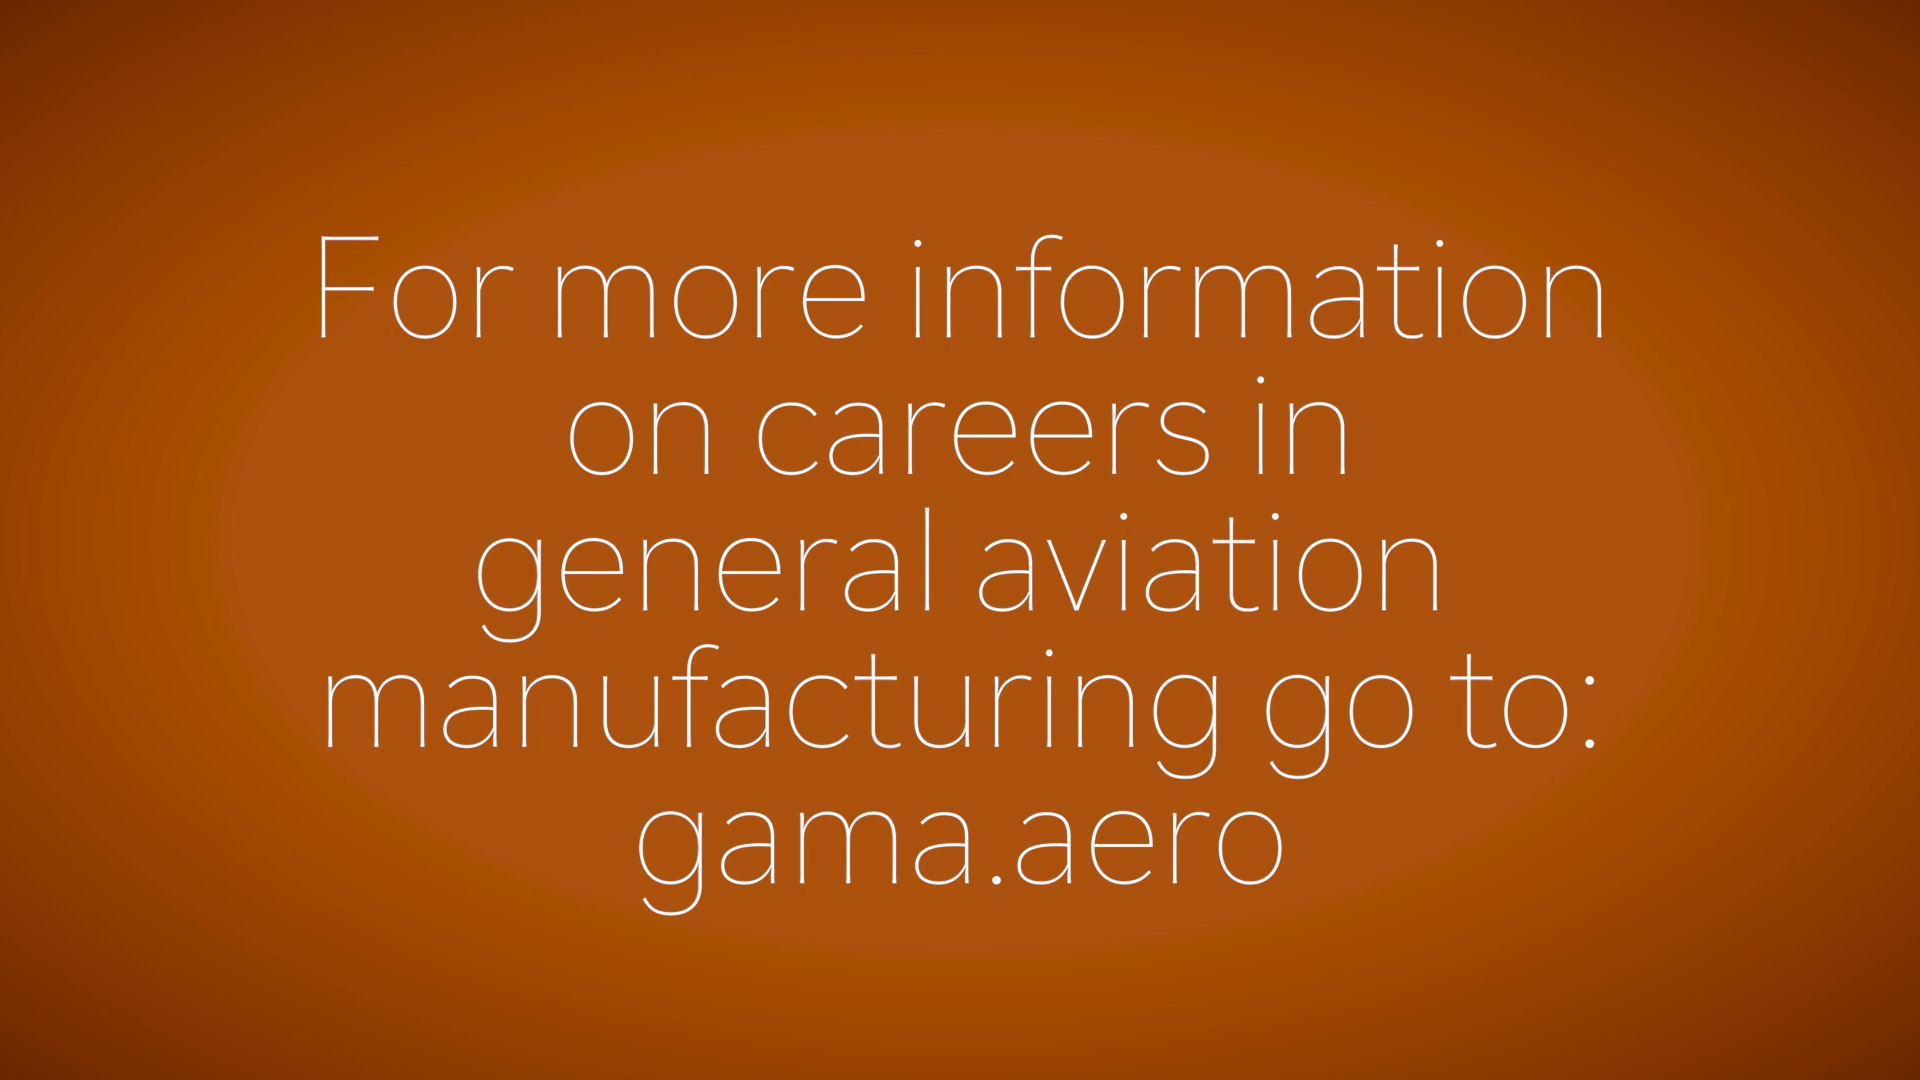 For more information
on careers in
general aviation
manufacturing go to:
gama.aero